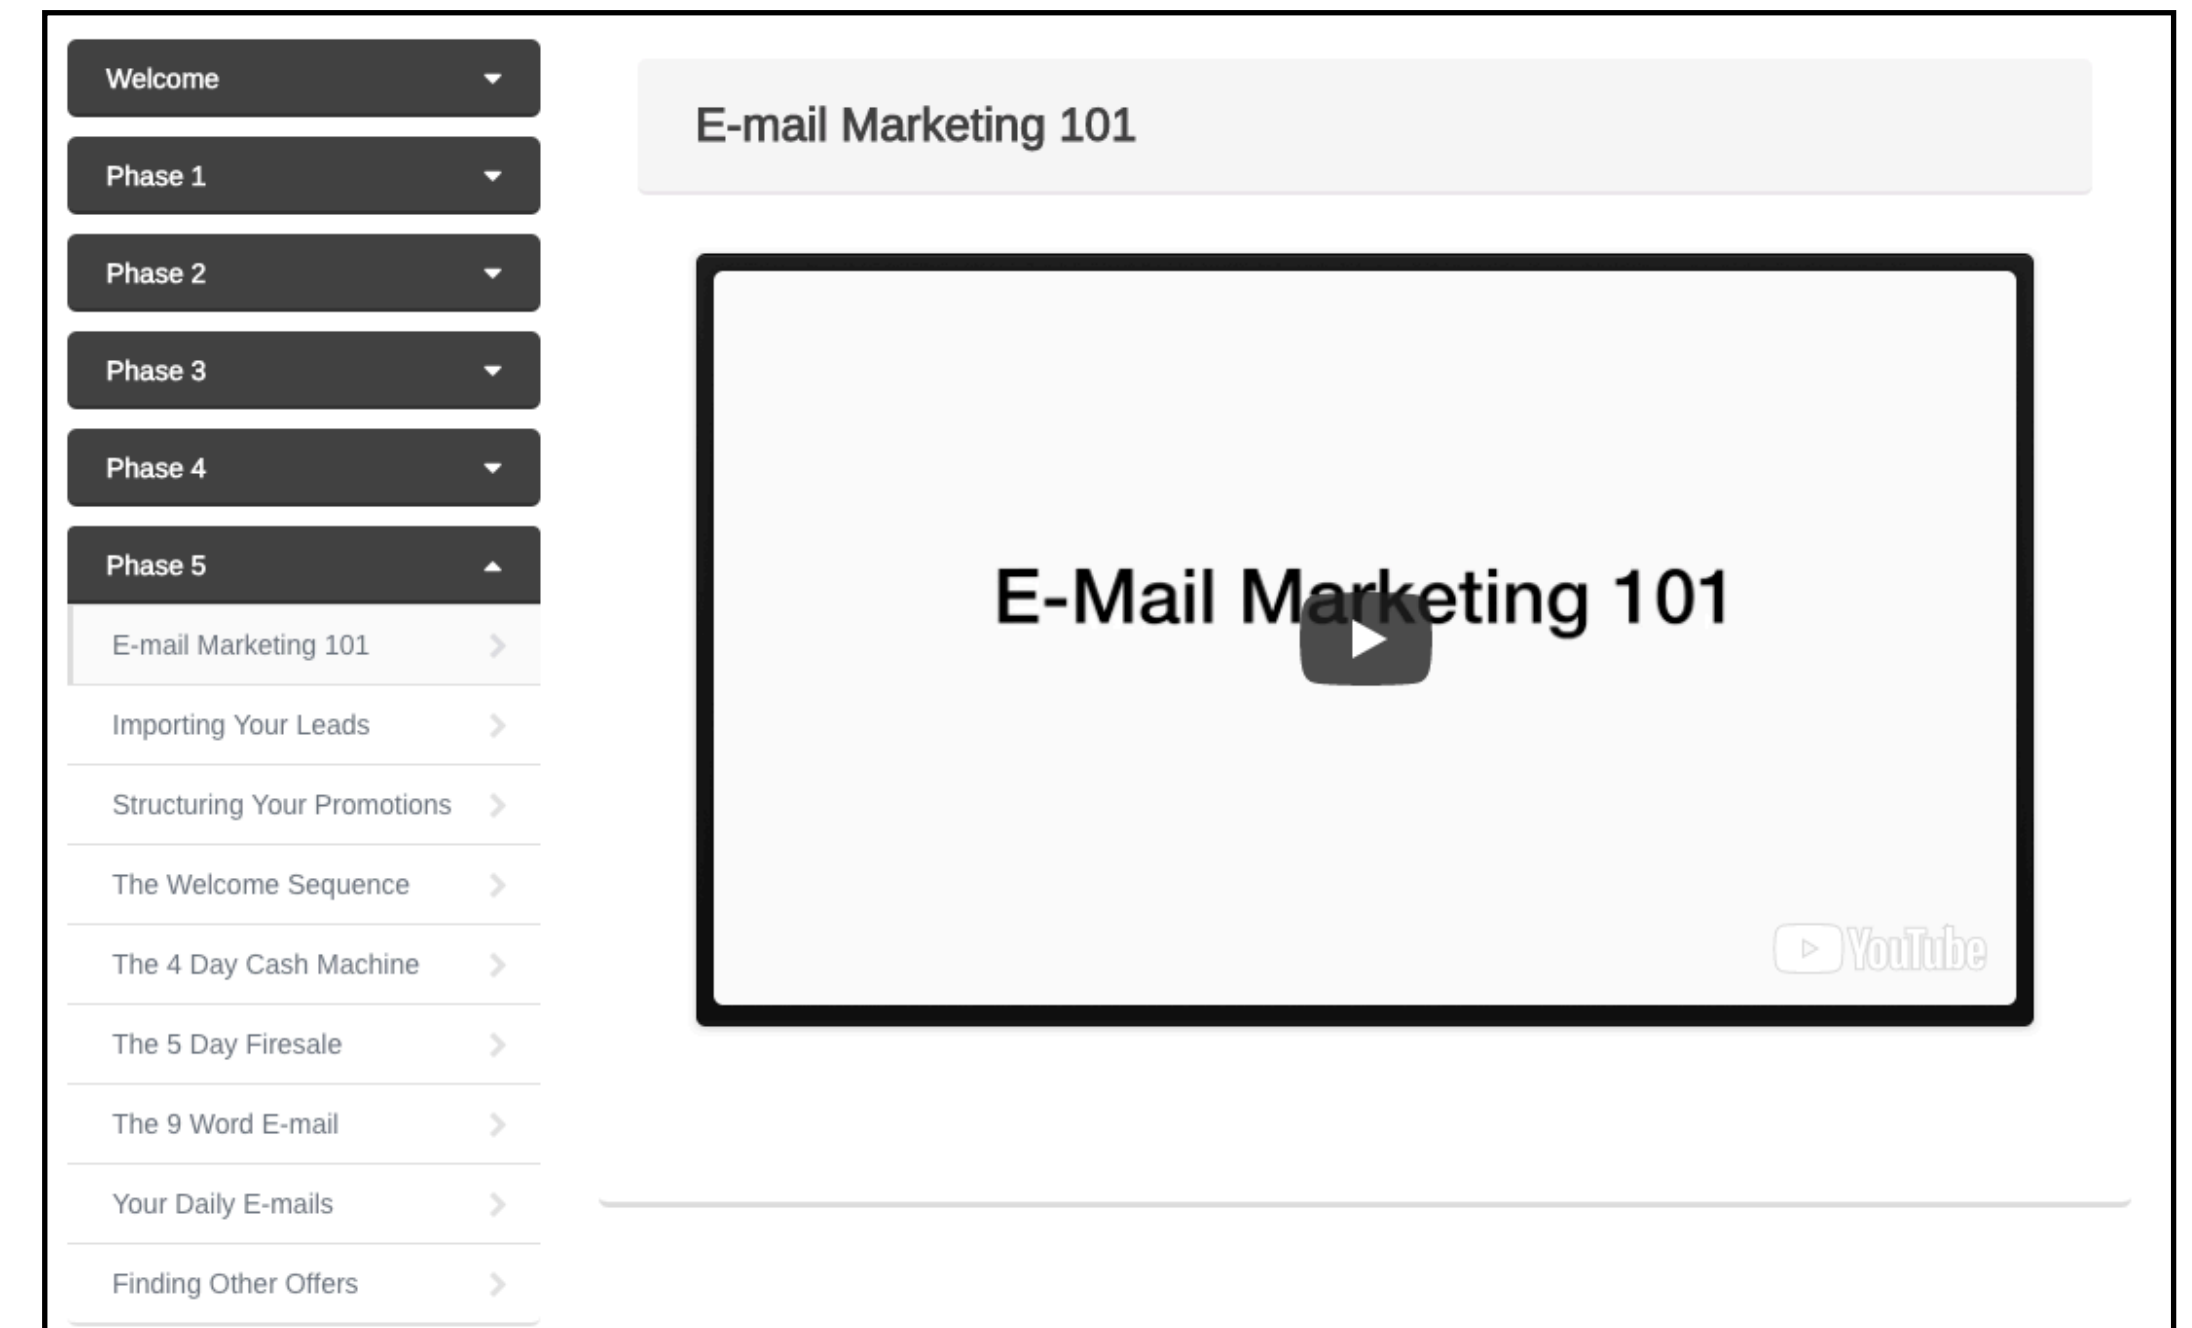 Welcome
Phase 1
Phase 2
Phase 3
Phase 4
Phase 5
E-mail Marketing 101
Importing Your Leads
Structuring Your Promotions
The Welcome Sequence
The 4 Day Cash Machine
The 5 Day Firesale
The 9 Word E-mail
Your Daily E-mails
Finding Other Offers
E-mail Marketing 101
E-Mail Marketing 101
YouTube